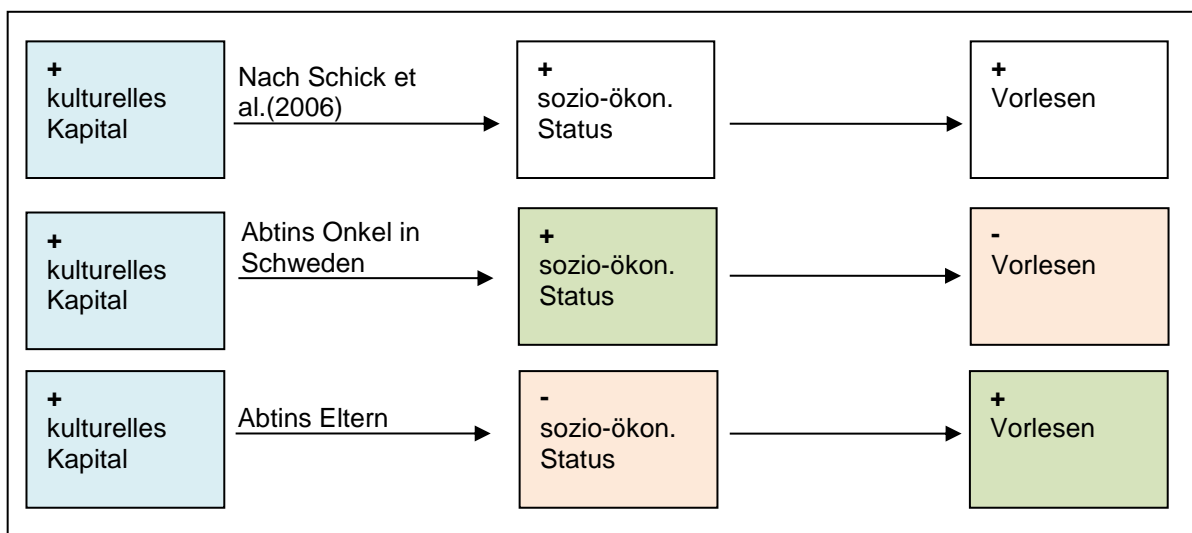 +
kulturelles
Kapital
Nach Schick et
al.(2006)
+
sozio-ökon.
Status
+
Vorlesen
+
kulturelles
Kapital
Abtins Onkel in
Schweden
+
sozio-ökon.
Status
-
Vorlesen
+
kulturelles
Kapital
Abtins Eltern
-
sozio-ökon.
Status
+
Vorlesen